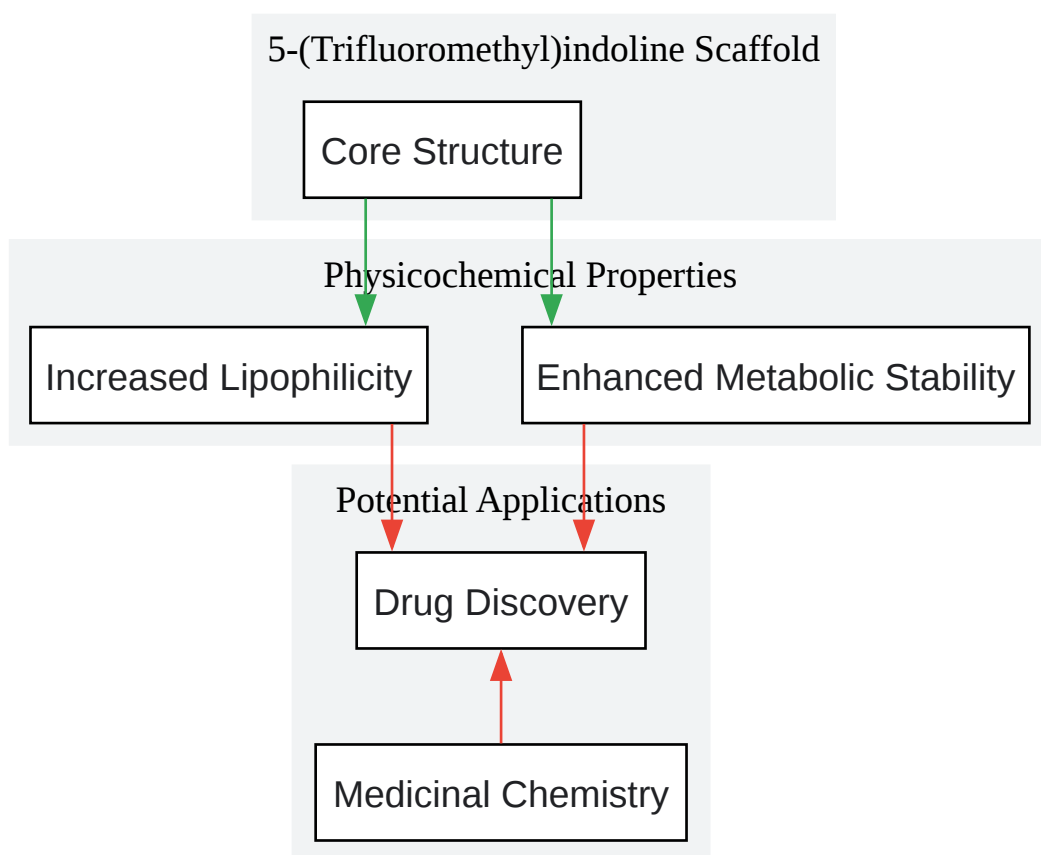 5-(Trifluoromethyl)indoline Scaffold
Core Structure
Physicochemical Properties
Increased Lipophilicity
Enhanced Metabolic Stability
Potential Applications
Drug Discovery
Medicinal Chemistry